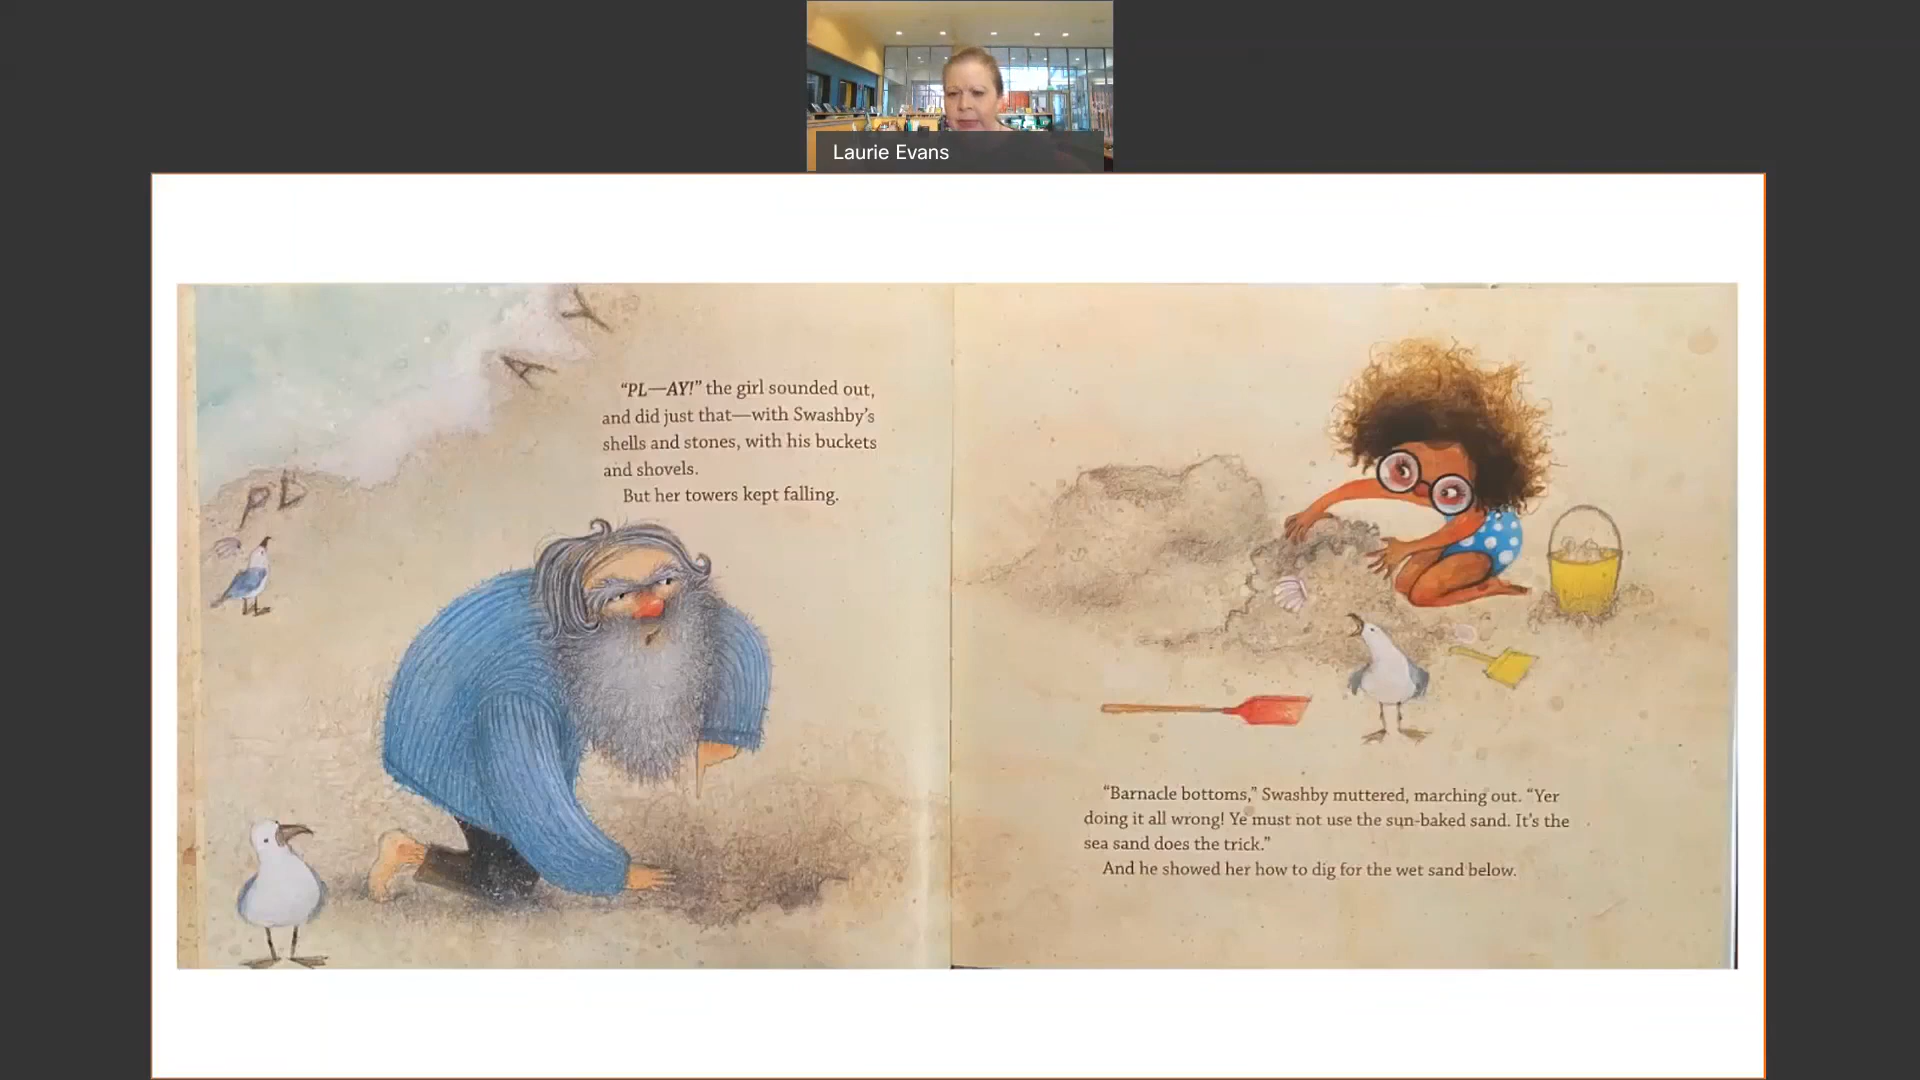 Laurie Evans
Y
A
PL
“PL—AY!” the girl sounded out,
and did just that—with Swashby’s
shells and stones, with his buckets
and shovels.
But her towers kept falling.
“Barnacle bottoms,” Swashby muttered, marching out. “Yer
doing it all wrong! Ye must not use the sun-baked sand. It’s the
sea sand does the trick.”
And he showed her how to dig for the wet sand below.